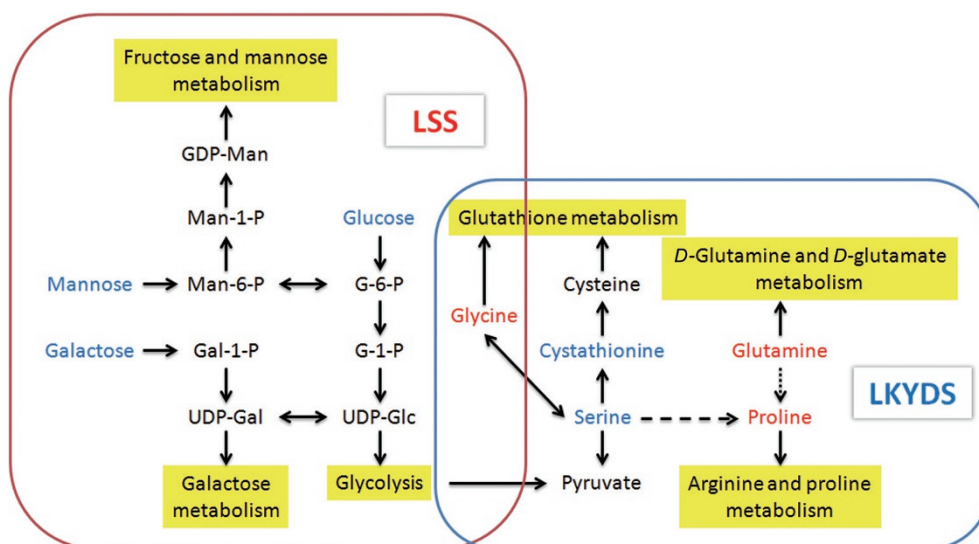 Fructose and mannose
metabolism
LSS
GDP-Man
Man-1-P
Glucose
Glutathione metabolism
D-Glutamine and D-glutamate
metabolism
Mannose
Man-6-P
G-6-P
Cysteine
Glycine
Galactose
Gal-1-P
G-1-P
Cystathionine
Glutamine
LKYDS
UDP-Gal
UDP-Glc
Serine
Proline
Galactose
metabolism
Glycolysis
Pyruvate
Arginine and proline
metabolism